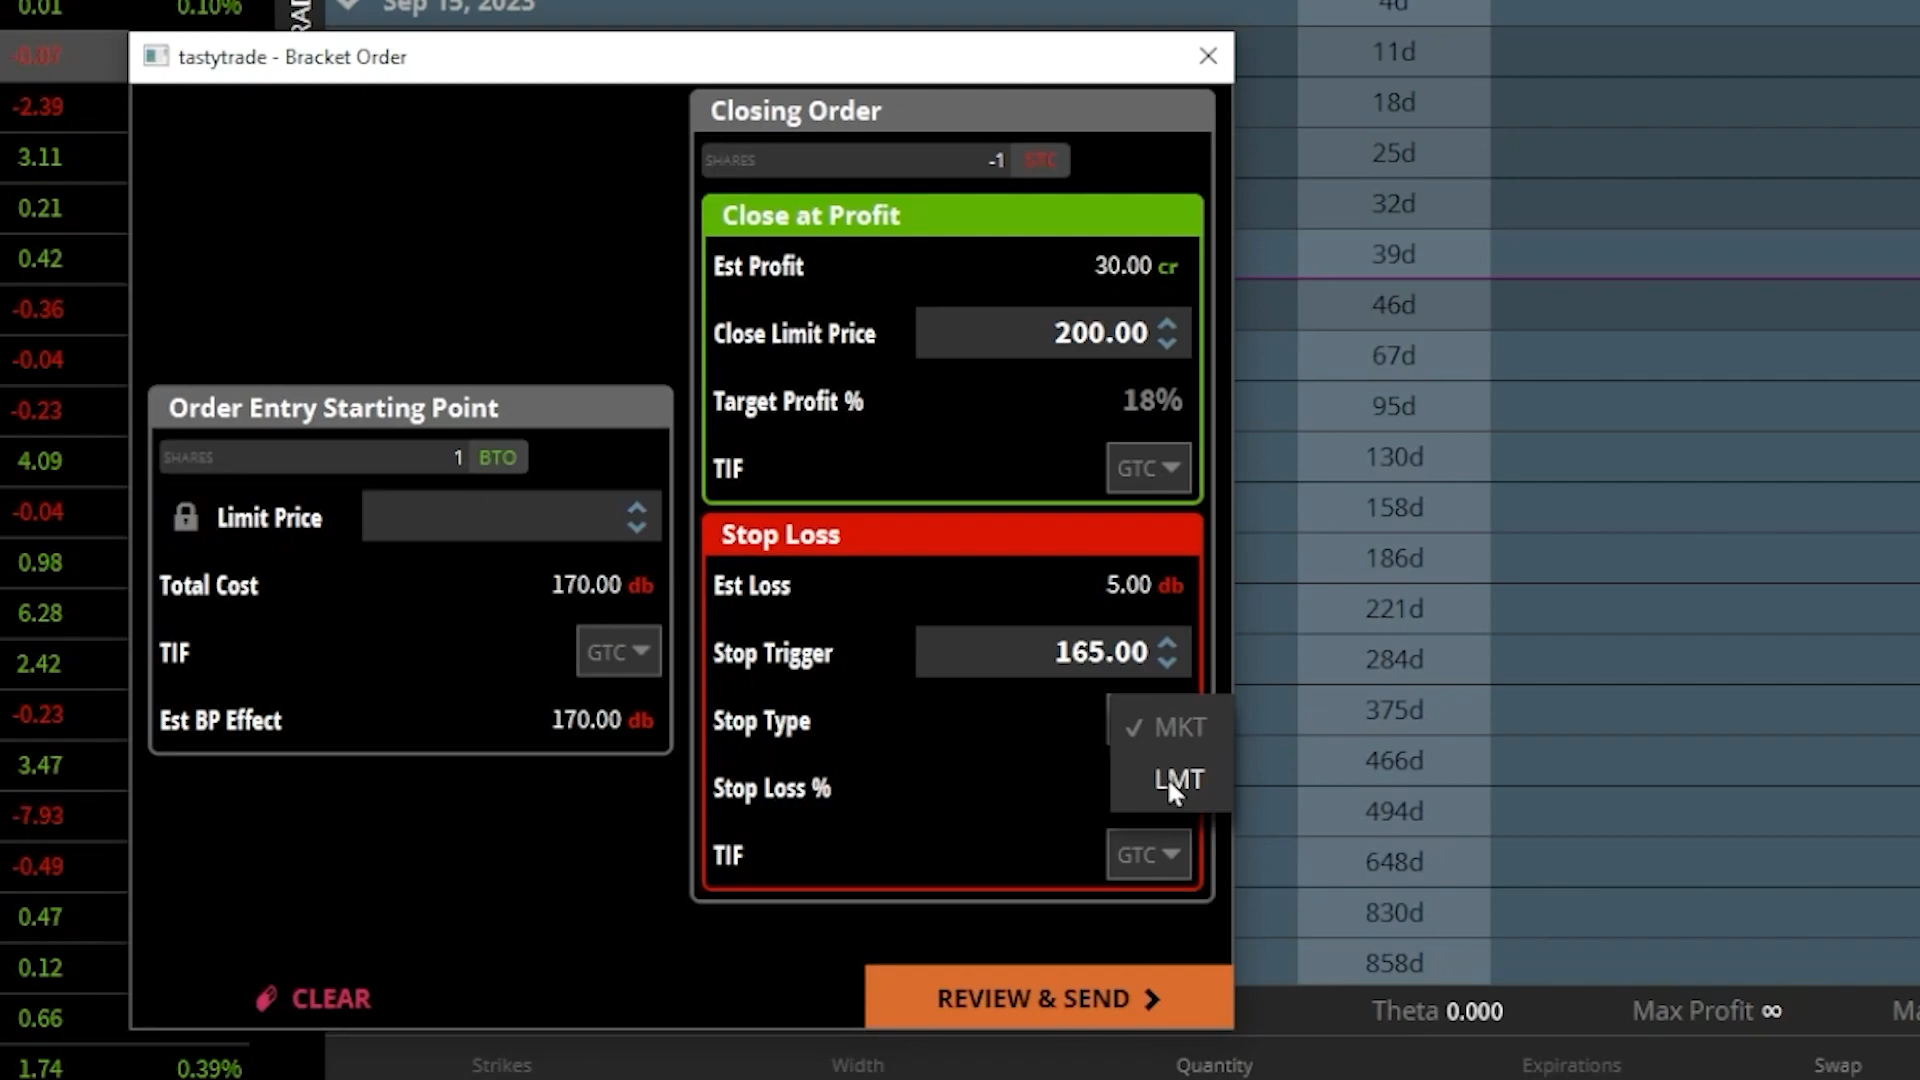 0.01 0.10%
-0.07
-2.39
3.11
0.21
0.42
-0.36
-0.04
-0.23
4.09
-0.04
0.98
6.28
2.42
-0.23
3.47
-7.93
-0.49
0.47
0.12
0.66
1.74 0.39%
Sep 15, 2023
tastytrade - Bracket Order
Order Entry Starting Point
SHARES 1 BTO
Limit Price
Total Cost 170.00 db
TIF GTC
Est BP Effect 170.00 db
Closing Order
SHARES -1 STC
Close at Profit
Est Profit 30.00 cr
Close Limit Price 200.00
Target Profit % 18%
TIF GTC
Stop Loss
Est Loss 5.00 db
Stop Trigger 165.00
Stop Type ✓ MKT
LMT
Stop Loss %
TIF GTC
CLEAR
REVIEW & SEND
4d
11d
18d
25d
32d
39d
46d
67d
95d
130d
158d
186d
221d
284d
375d
466d
494d
648d
830d
858d
Theta 0.000 Max Profit ∞
Strikes Width Quantity Expirations Swap